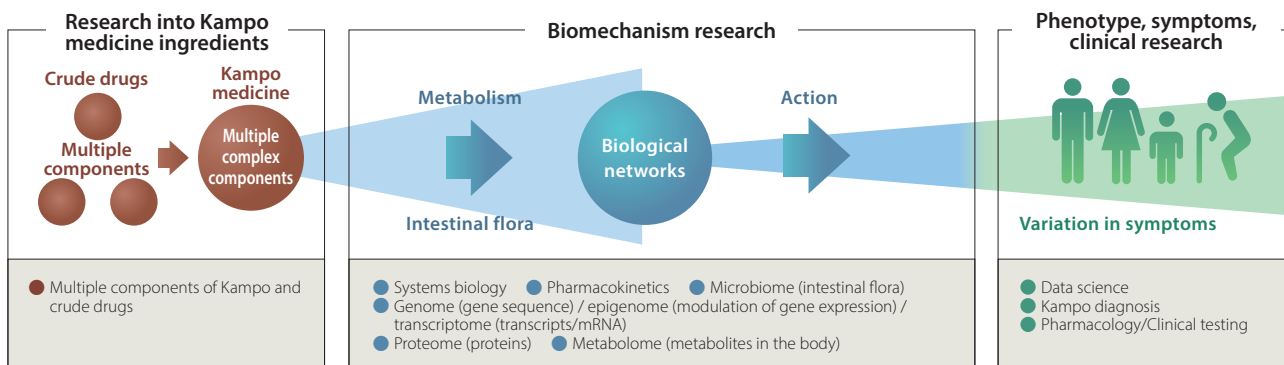 Research into Kampo
medicine ingredients
Crude drugs
Multiple
components
Kampo
medicine
Multiple
complex
components
Multiple components of Kampo and
crude drugs
Biomechanism research
Metabolism
Intestinal flora
Biological
networks
Action
Systems biology
Pharmacokinetics
Microbiome (intestinal flora)
Genome (gene sequence) / epigenome (modulation of gene expression) /
transcriptome (transcripts/mRNA)
Proteome (proteins)
Metabolome (metabolites in the body)
Phenotype, symptoms,
clinical research
Variation in symptoms
Data science
Kampo diagnosis
Pharmacology/Clinical testing